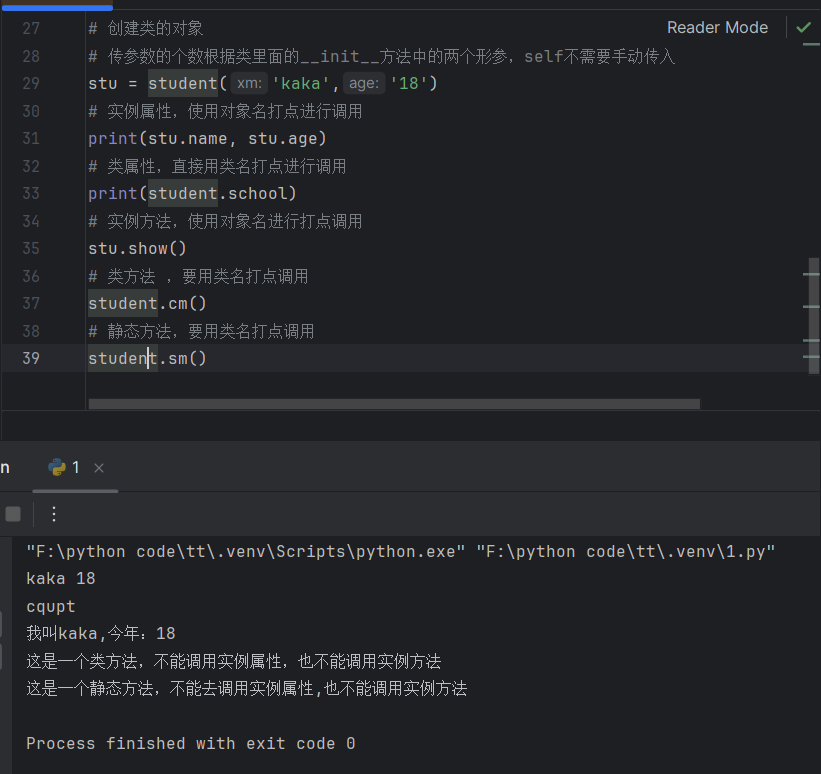 27 # 创建类的对象 Reader Mode
28 # 传参数的个数根据类里面的__init__方法中的两个形参，self不需要手动传入
29 stu = student( xm: 'kaka', age: '18')
30 # 实例属性，使用对象名打点进行调用
31 print(stu.name, stu.age)
32 # 类属性，直接用类名打点进行调用
33 print(student.school)
34 # 实例方法，使用对象名进行打点调用
35 stu.show()
36 # 类方法 ，要用类名打点调用
37 student.cm()
38 # 静态方法，要用类名打点调用
39 student.sm()
n 1
"F:\python code\tt\.venv\Scripts\python.exe" "F:\python code\tt\.venv\1.py"
kaka 18
cqupt
我叫kaka,今年：18
这是一个类方法，不能调用实例属性，也不能调用实例方法
这是一个静态方法，不能去调用实例属性,也不能调用实例方法
Process finished with exit code 0